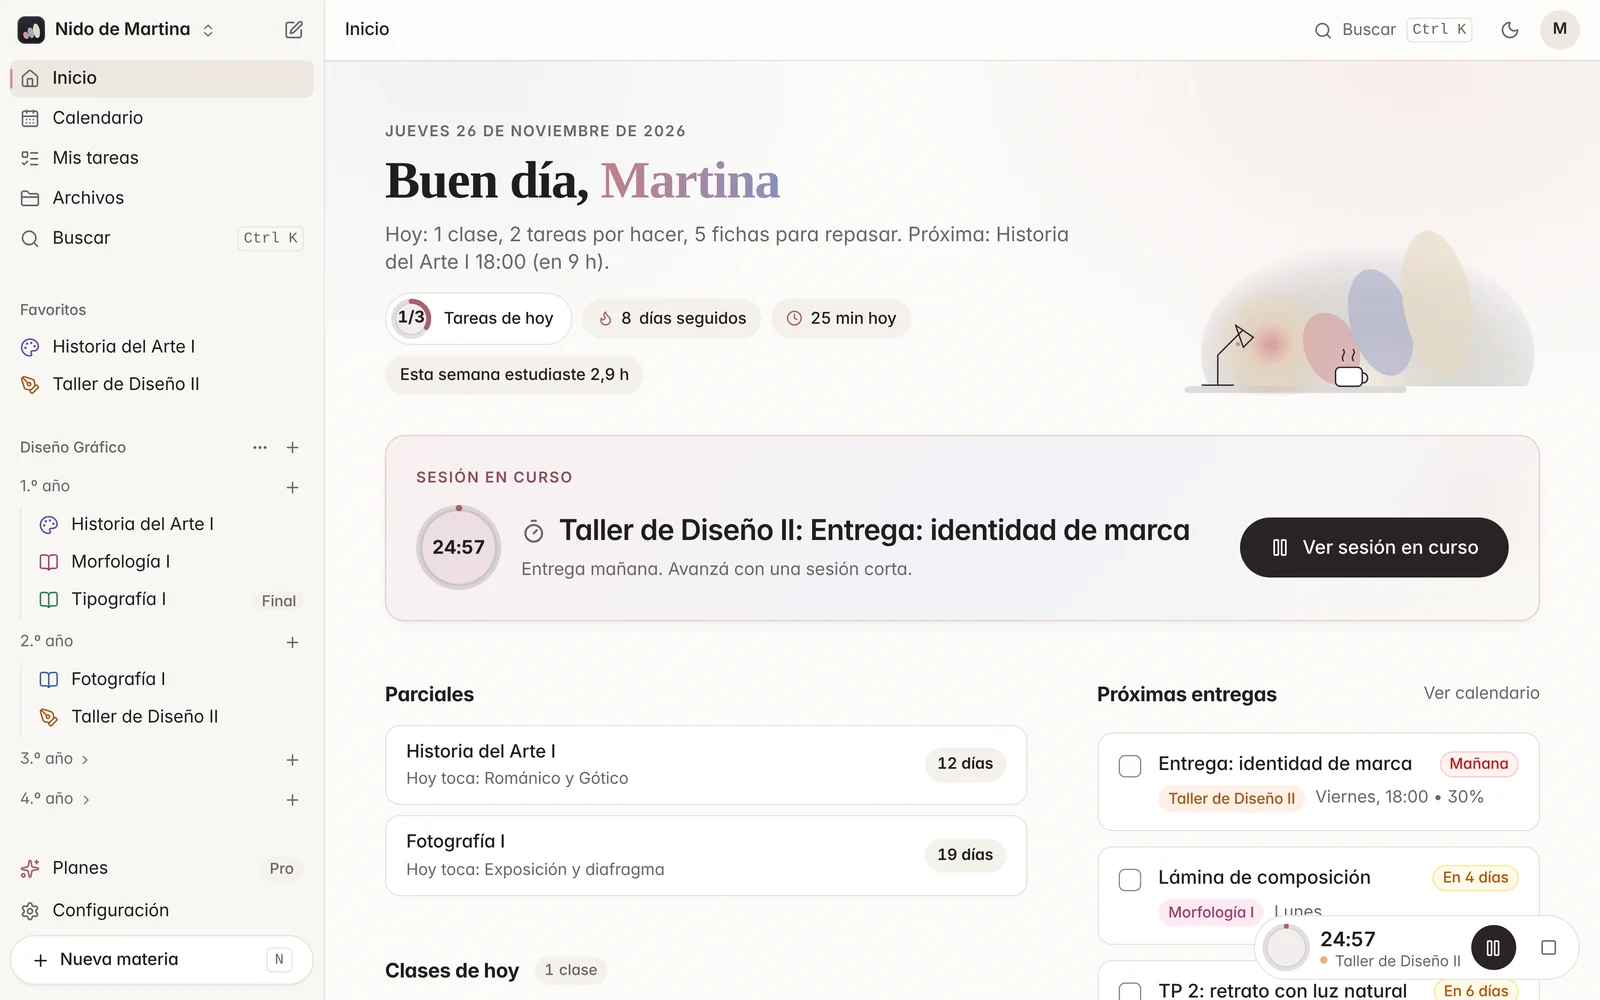 Nido de Martina
Inicio
Calendario
Mis tareas
Archivos
Buscar Ctrl K
Favoritos
Historia del Arte I
Taller de Diseño II
Diseño Gráfico
1.º año
Historia del Arte I
Morfología I
Tipografía I Final
2.º año
Fotografía I
Taller de Diseño II
3.º año
4.º año
Planes Pro
Configuración
Nueva materia N
Inicio
Buscar Ctrl K
M
JUEVES 26 DE NOVIEMBRE DE 2026
Buen día, Martina
Hoy: 1 clase, 2 tareas por hacer, 5 fichas para repasar. Próxima: Historia
del Arte I 18:00 (en 9 h).
1/3 Tareas de hoy
8 días seguidos
25 min hoy
Esta semana estudiaste 2,9 h
SESIÓN EN CURSO
24:57
Taller de Diseño II: Entrega: identidad de marca
Entrega mañana. Avanzá con una sesión corta.
Ver sesión en curso
Parciales
Historia del Arte I
Hoy toca: Románico y Gótico
12 días
Fotografía I
Hoy toca: Exposición y diafragma
19 días
Clases de hoy 1 clase
Próximas entregas Ver calendario
Entrega: identidad de marca Mañana
Taller de Diseño II Viernes, 18:00 • 30%
Lámina de composición En 4 días
Morfología I Lunes
TP 2: retrato con luz natural En 6 días
24:57
Taller de Diseño II